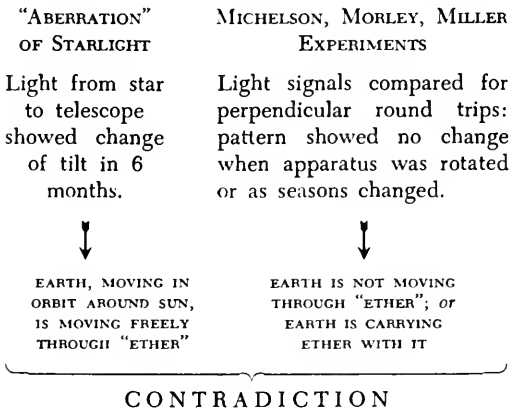 "ABERRATION"
OF STARLIGHT
Light from star
to telescope
showed change
of tilt in 6
months.
EARTH, MOVING IN
ORBIT AROUND SUN,
IS MOVING FREELY
THROUGH "ETHER"
MICHELSON, MORLEY, MILLER
EXPERIMENTS
Light signals compared for
perpendicular round trips:
pattern showed no change
when apparatus was rotated
or as seasons changed.
EARTH IS NOT MOVING
THROUGH "ETHER"; or
EARTH IS CARRYING
ETHER WITH IT
CONTRADICTION